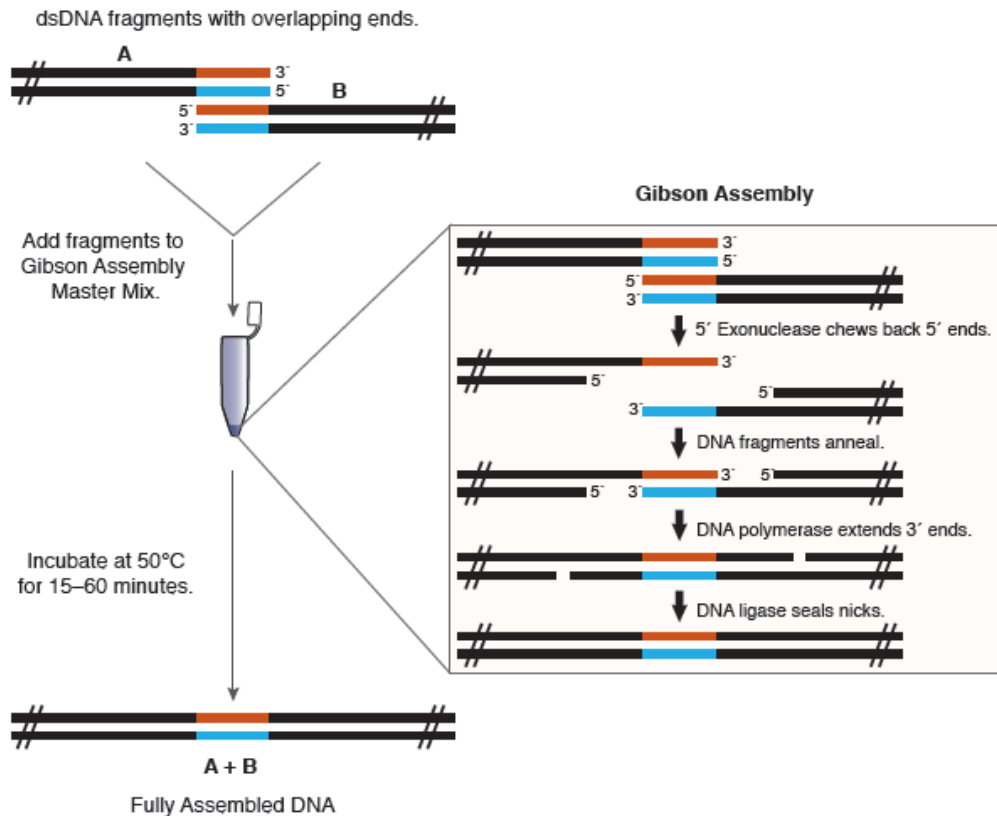 dsDNA fragments with overlapping ends.
A
3´
5´
B
5´
3´
Add fragments to
Gibson Assembly
Master Mix.
Incubate at 50°C
for 15–60 minutes.
A + B
Fully Assembled DNA
Gibson Assembly
3´
5´
5´
3´
5´ Exonuclease chews back 5´ ends.
3´
5´
5´
3´
DNA fragments anneal.
3´ 5´
5´ 3´
DNA polymerase extends 3´ ends.
DNA ligase seals nicks.